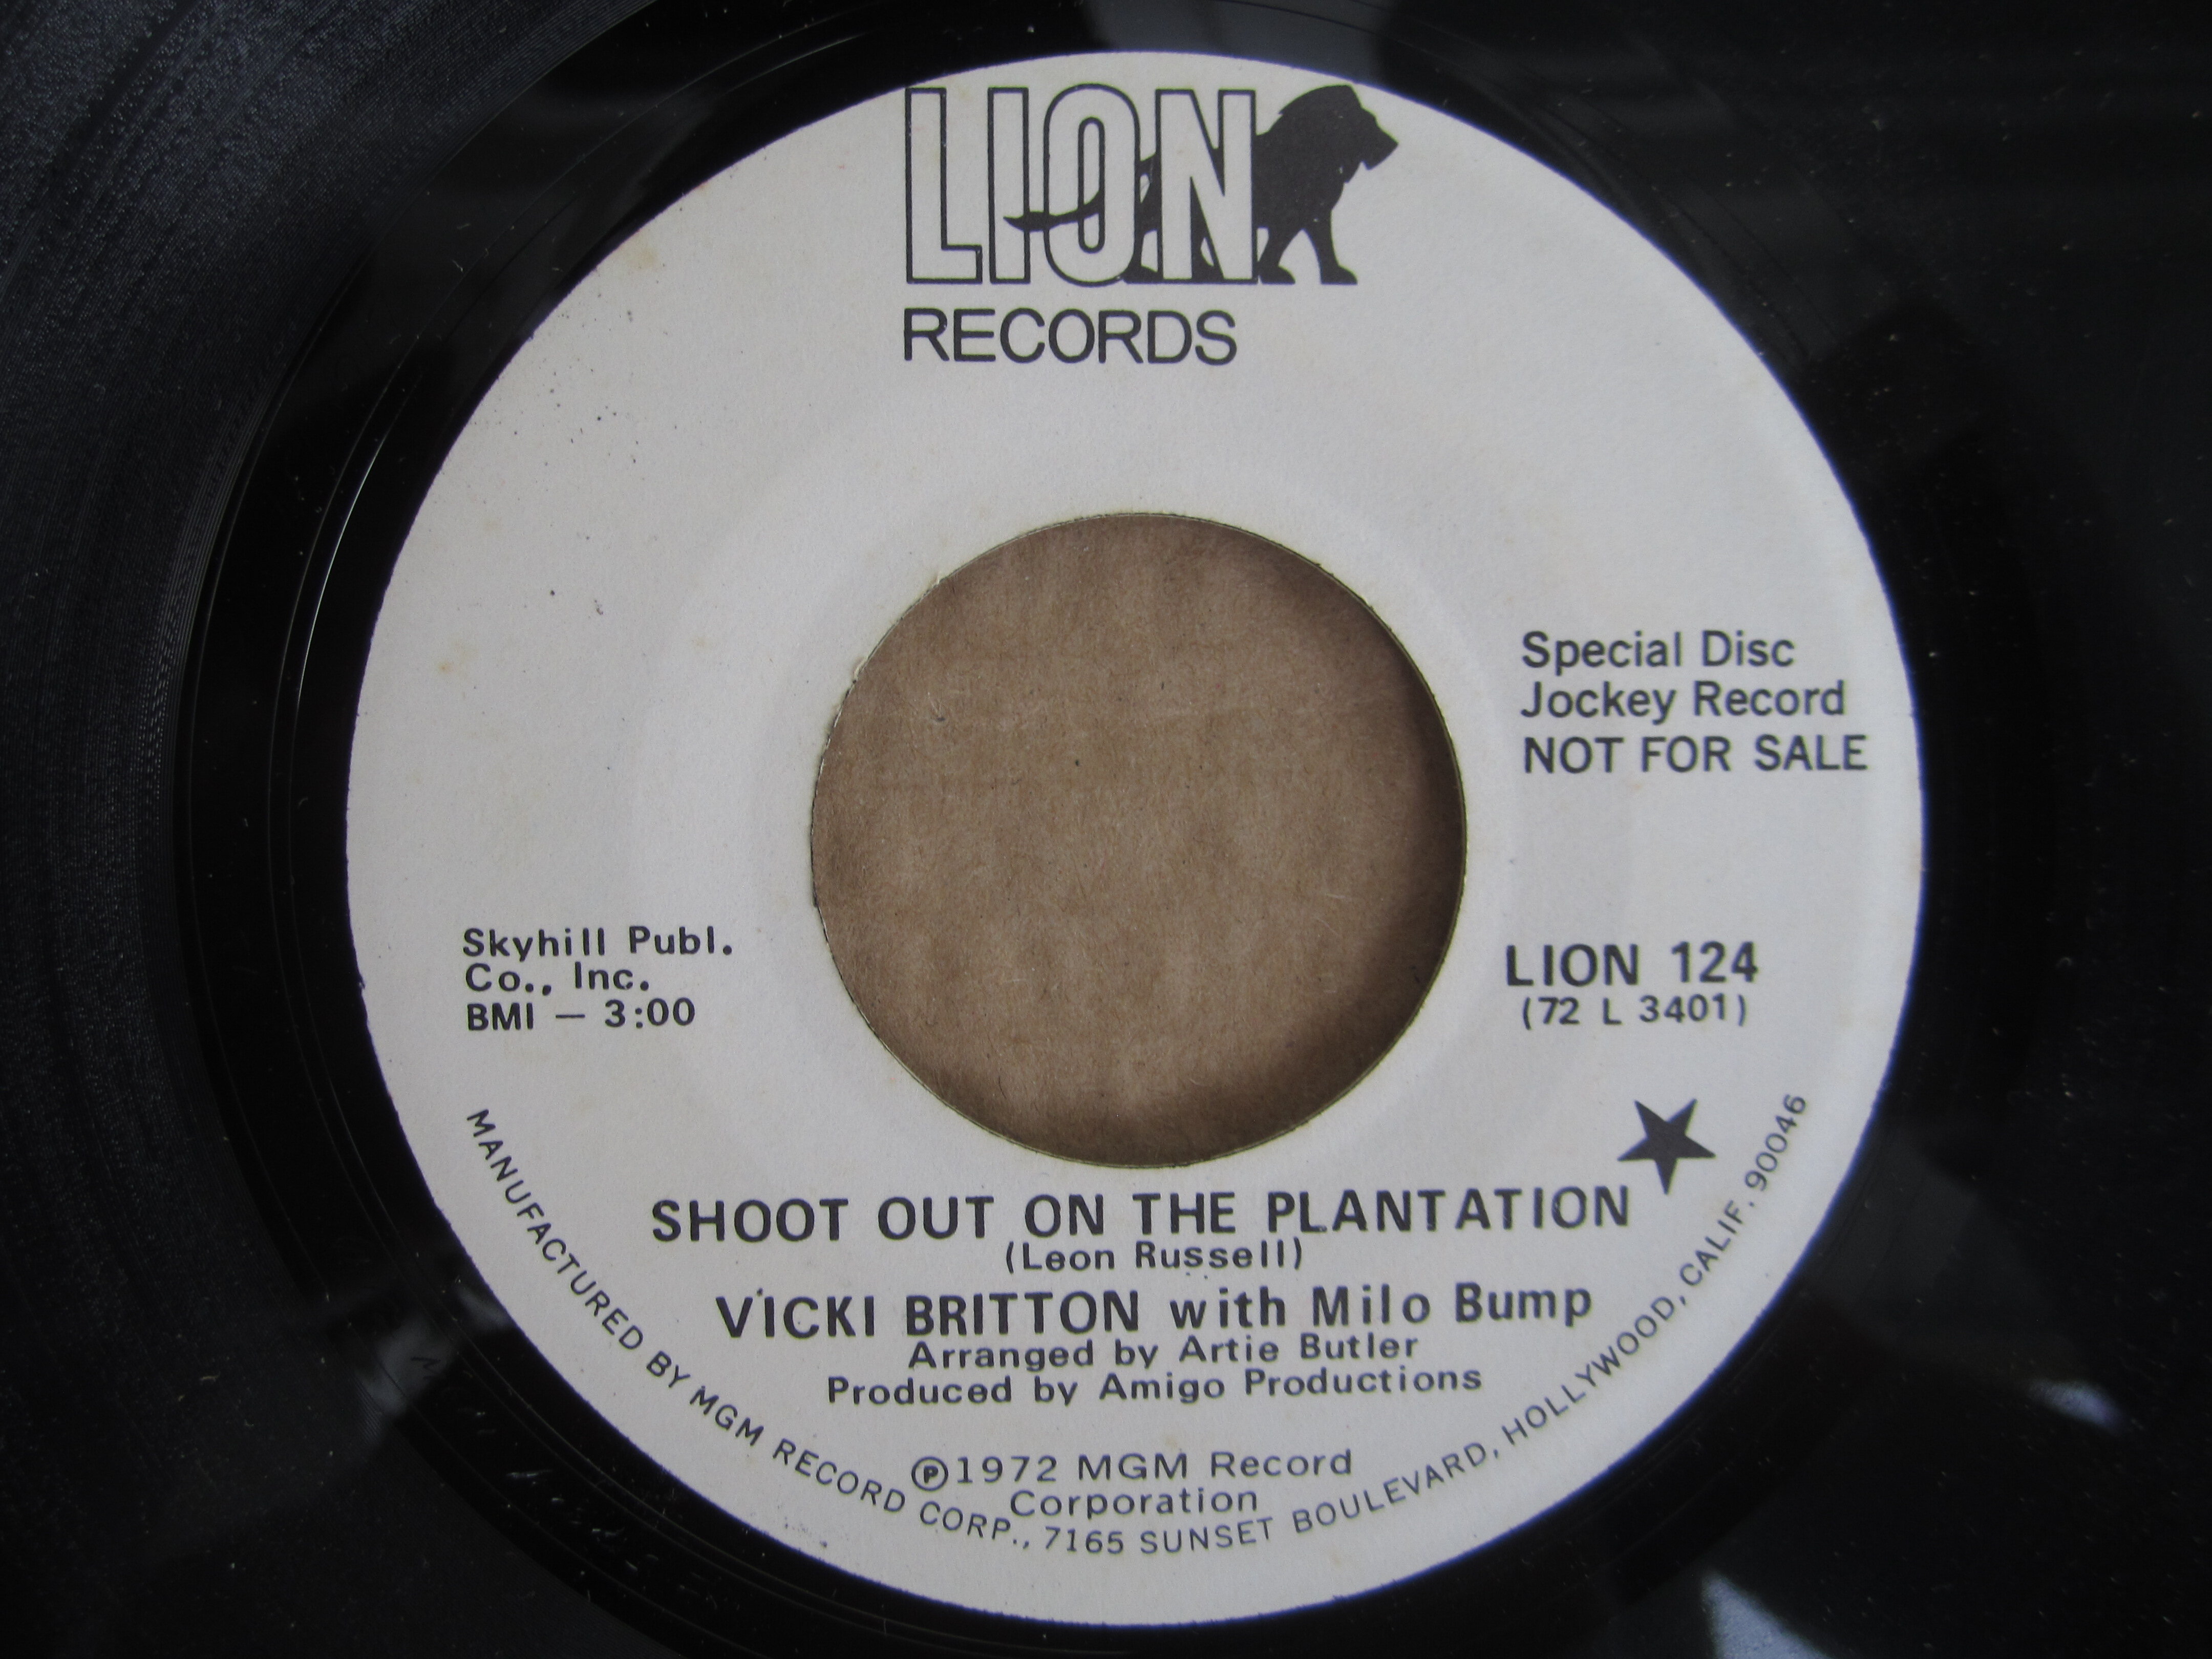 LION
RECORDS
Special Disc
Jockey Record
NOT FOR SALE
Skyhill Publ.
Co., Inc.
BMI — 3:00
LION 124
(72 L 3401)
SHOOT OUT ON THE PLANTATION
(Leon Russell)
VICKI BRITTON with Milo Bump
Arranged by Artie Butler
Produced by Amigo Productions
℗1972 MGM Record
Corporation
MANUFACTURED BY MGM RECORD CORP., 7165 SUNSET BOULEVARD, HOLLYWOOD, CALIF. 90046